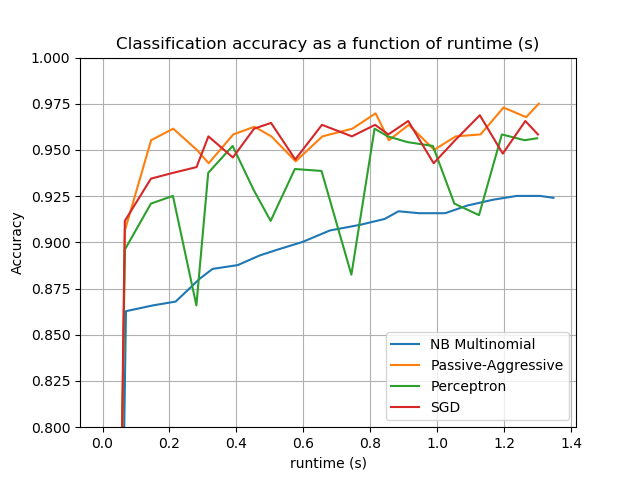 Classification accuracy as a function of runtime (s)
1.000
0.975
0.950
0.925
0.900
0.875
0.850
0.825
0.800
Accuracy
NB Multinomial
Passive-Aggressive
Perceptron
SGD
0.0 0.2 0.4 0.6 0.8 1.0 1.2 1.4
runtime (s)